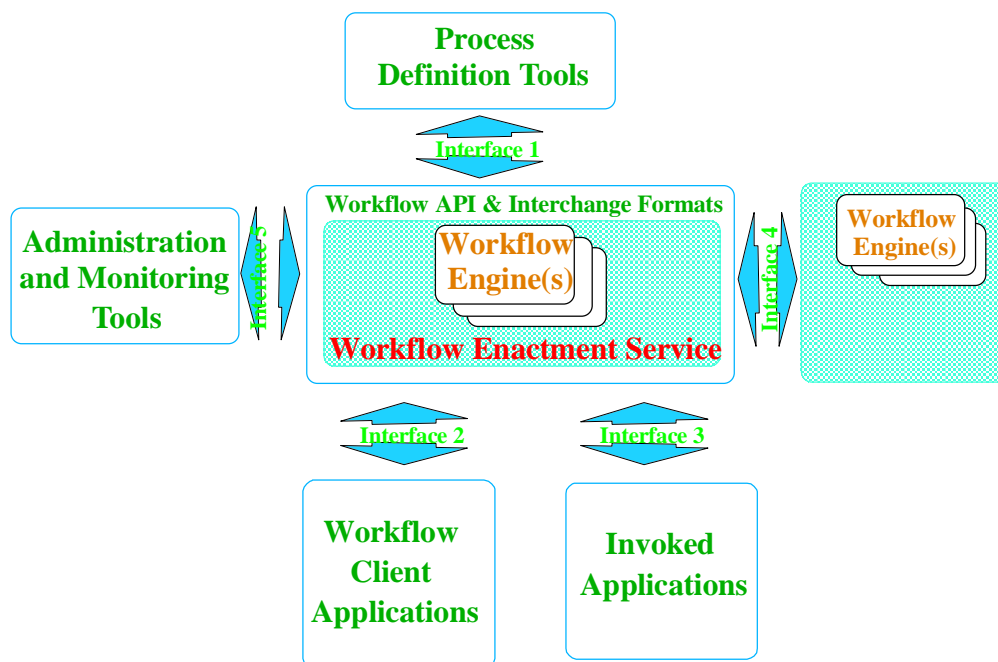 Process
Definition Tools
Interface 1
Workflow API & Interchange Formats
Administration
and Monitoring
Tools
Interface 5
Workflow
Engine(s)
Workflow Enactment Service
Interface 4
Workflow
Engine(s)
Interface 2
Interface 3
Workflow
Client
Applications
Invoked
Applications